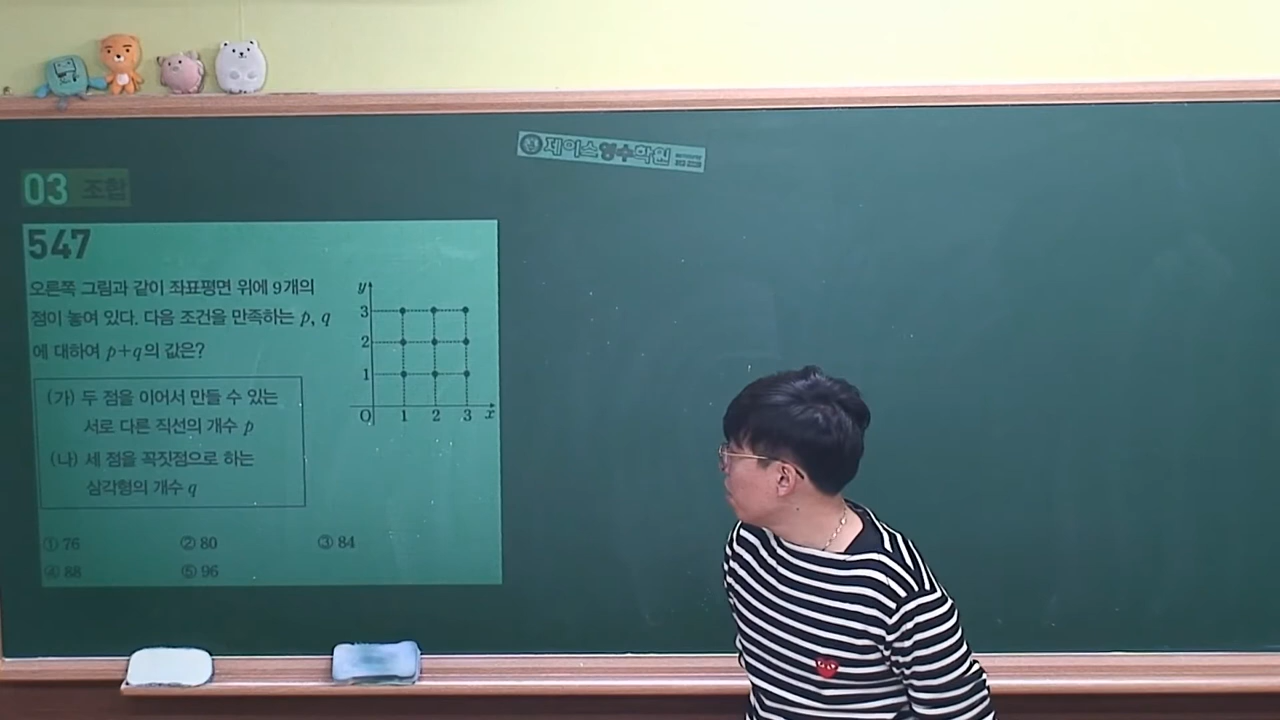 제이스영수학원
03 조합
547
오른쪽 그림과 같이 좌표평면 위에 9개의
점이 놓여 있다. 다음 조건을 만족하는 p, q
에 대하여 p+q의 값은?
(가) 두 점을 이어서 만들 수 있는
서로 다른 직선의 개수 p
(나) 세 점을 꼭짓점으로 하는
삼각형의 개수 q
y
3
2
1
O 1 2 3 x
① 76 ② 80 ③ 84
④ 88 ⑤ 96